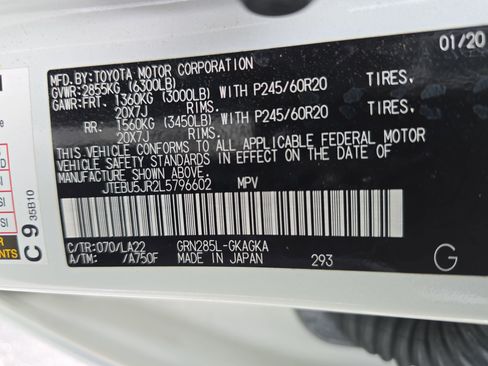 01/20
MFD.BY:TOYOTA MOTOR CORPORATION
GVWR:2855KG (6300LB)
GAWR:FRT. 1360KG (3000LB) WITH P245/60R20 TIRES,
20X7J RIMS.
RR. 1560KG (3450LB) WITH P245/60R20 TIRES,
20X7J RIMS.
THIS VEHICLE CONFORMS TO ALL APPLICABLE FEDERAL MOTOR
VEHICLE SAFETY STANDARDS IN EFFECT ON THE DATE OF
MANUFACTURE SHOWN ABOVE.
JTEBU5JR2L5796602 MPV
C/TR:070/LA22 GRN285L-GKAGKA
A/TM: /A750F MADE IN JAPAN 293
G
C9 35B10